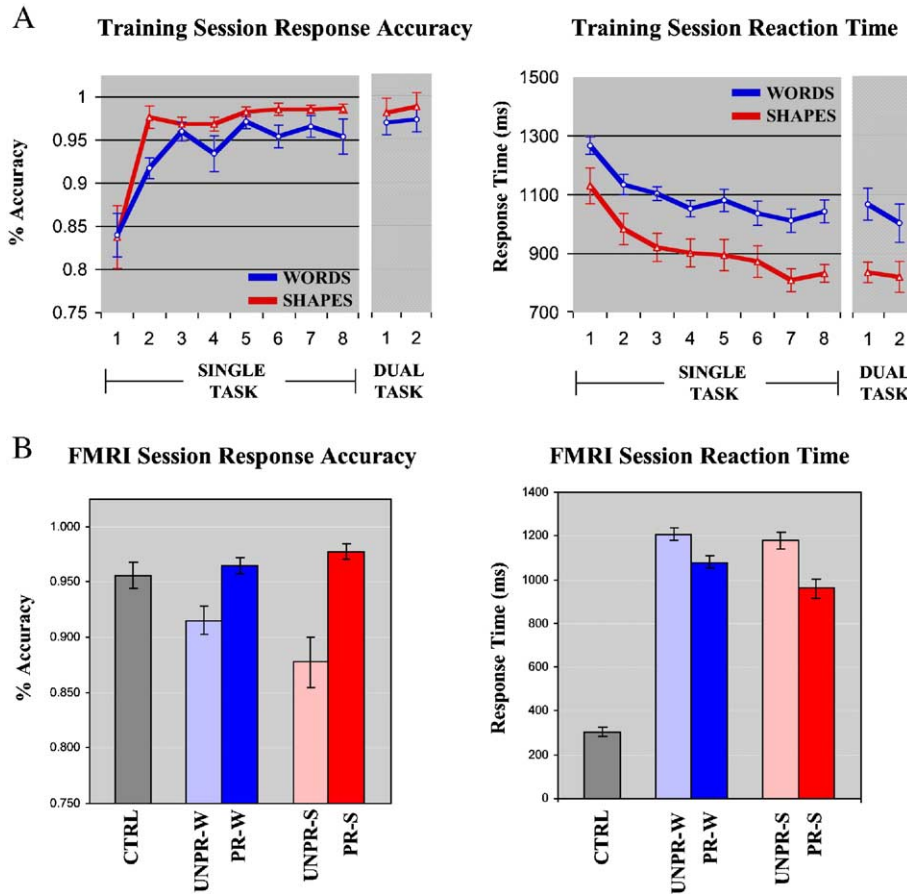 A
Training Session Response Accuracy
% Accuracy
1
0.95
0.9
0.85
0.8
0.75
WORDS
SHAPES
1 2 3 4 5 6 7 8 1 2
SINGLE TASK
DUAL TASK
Training Session Reaction Time
Response Time (ms)
1500
1300
1100
900
700
WORDS
SHAPES
1 2 3 4 5 6 7 8 1 2
SINGLE TASK
DUAL TASK
B
FMRI Session Response Accuracy
% Accuracy
1.000
0.950
0.900
0.850
0.800
0.750
CTRL
UNPR-W
PR-W
UNPR-S
PR-S
FMRI Session Reaction Time
Response Time (ms)
1400
1200
1000
800
600
400
200
0
CTRL
UNPR-W
PR-W
UNPR-S
PR-S